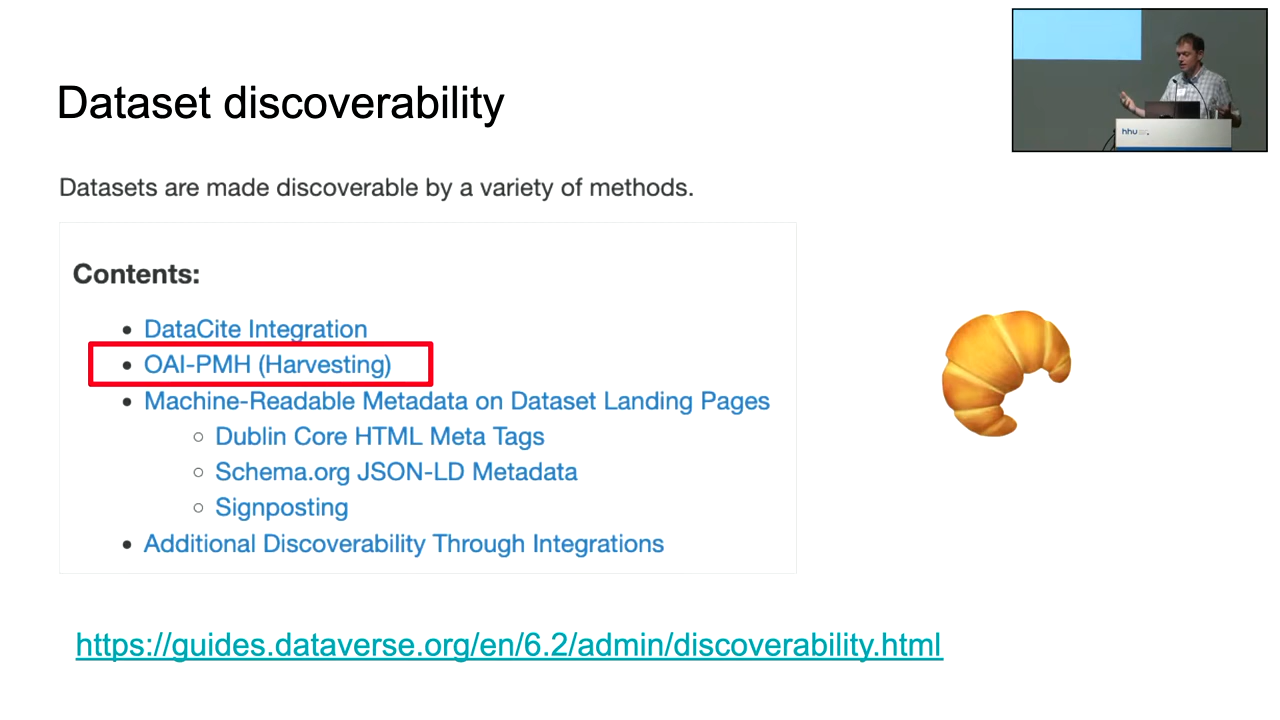 Dataset discoverability
hhu
Datasets are made discoverable by a variety of methods.
Contents:
DataCite Integration
OAI-PMH (Harvesting)
Machine-Readable Metadata on Dataset Landing Pages
Dublin Core HTML Meta Tags
Schema.org JSON-LD Metadata
Signposting
Additional Discoverability Through Integrations
https://guides.dataverse.org/en/6.2/admin/discoverability.html